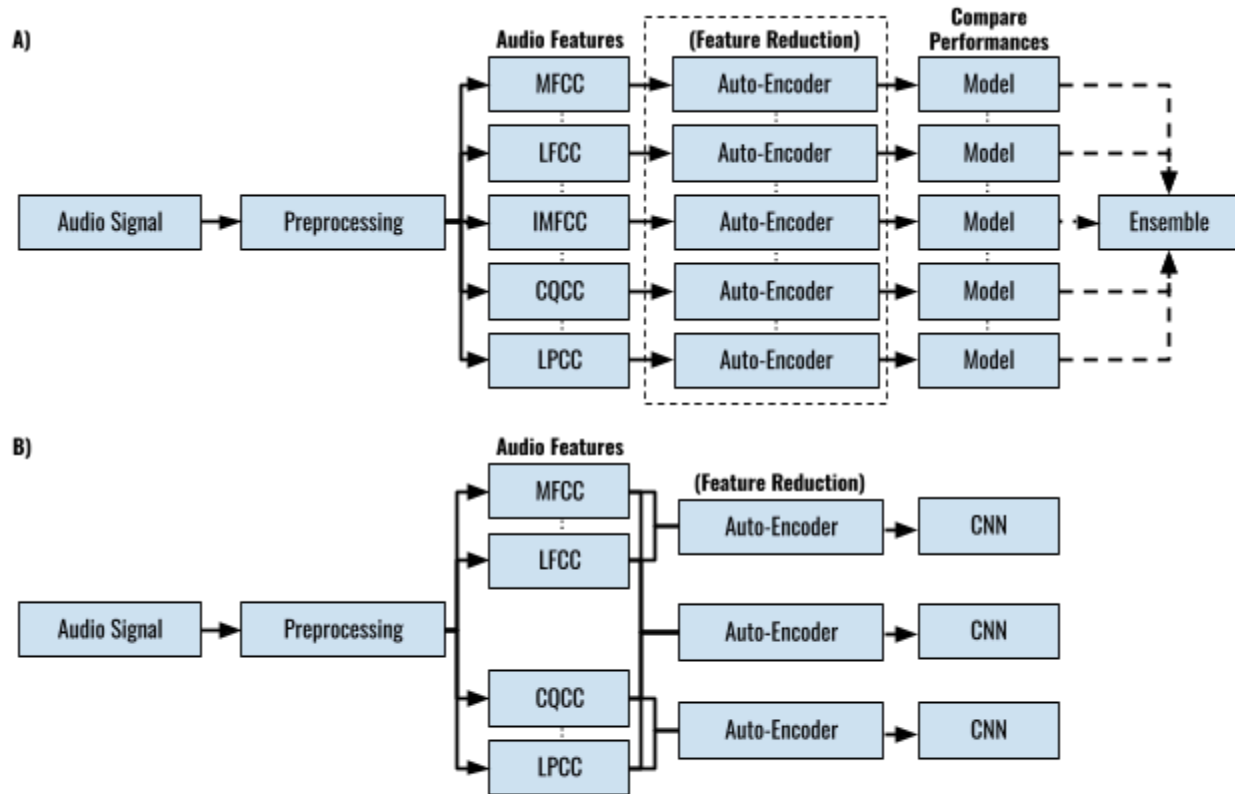 A)
Audio Features
(Feature Reduction)
Compare
Performances
MFCC
Auto-Encoder
Model
LFCC
Auto-Encoder
Model
Audio Signal
Preprocessing
IMFCC
Auto-Encoder
Model
Ensemble
CQCC
Auto-Encoder
Model
LPCC
Auto-Encoder
Model
B)
Audio Features
MFCC
(Feature Reduction)
Auto-Encoder
CNN
LFCC
Audio Signal
Preprocessing
Auto-Encoder
CNN
CQCC
Auto-Encoder
CNN
LPCC